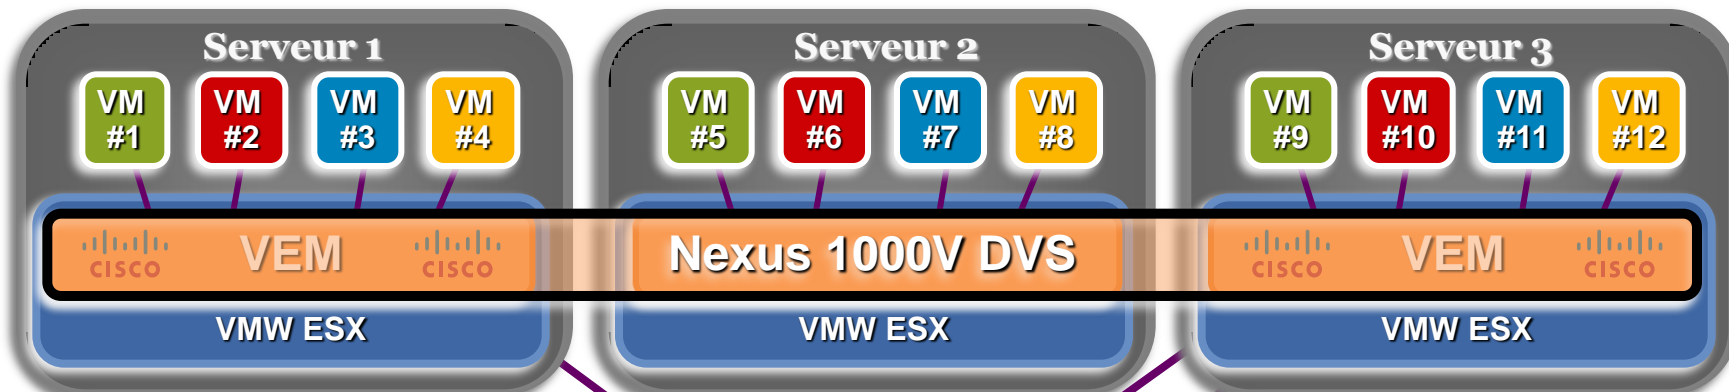 Serveur 1
VM #1
VM #2
VM #3
VM #4
CISCO
VEM
CISCO
VMW ESX
Serveur 2
VM #5
VM #6
VM #7
VM #8
Nexus 1000V DVS
VMW ESX
Serveur 3
VM #9
VM #10
VM #11
VM #12
CISCO
VEM
CISCO
VMW ESX